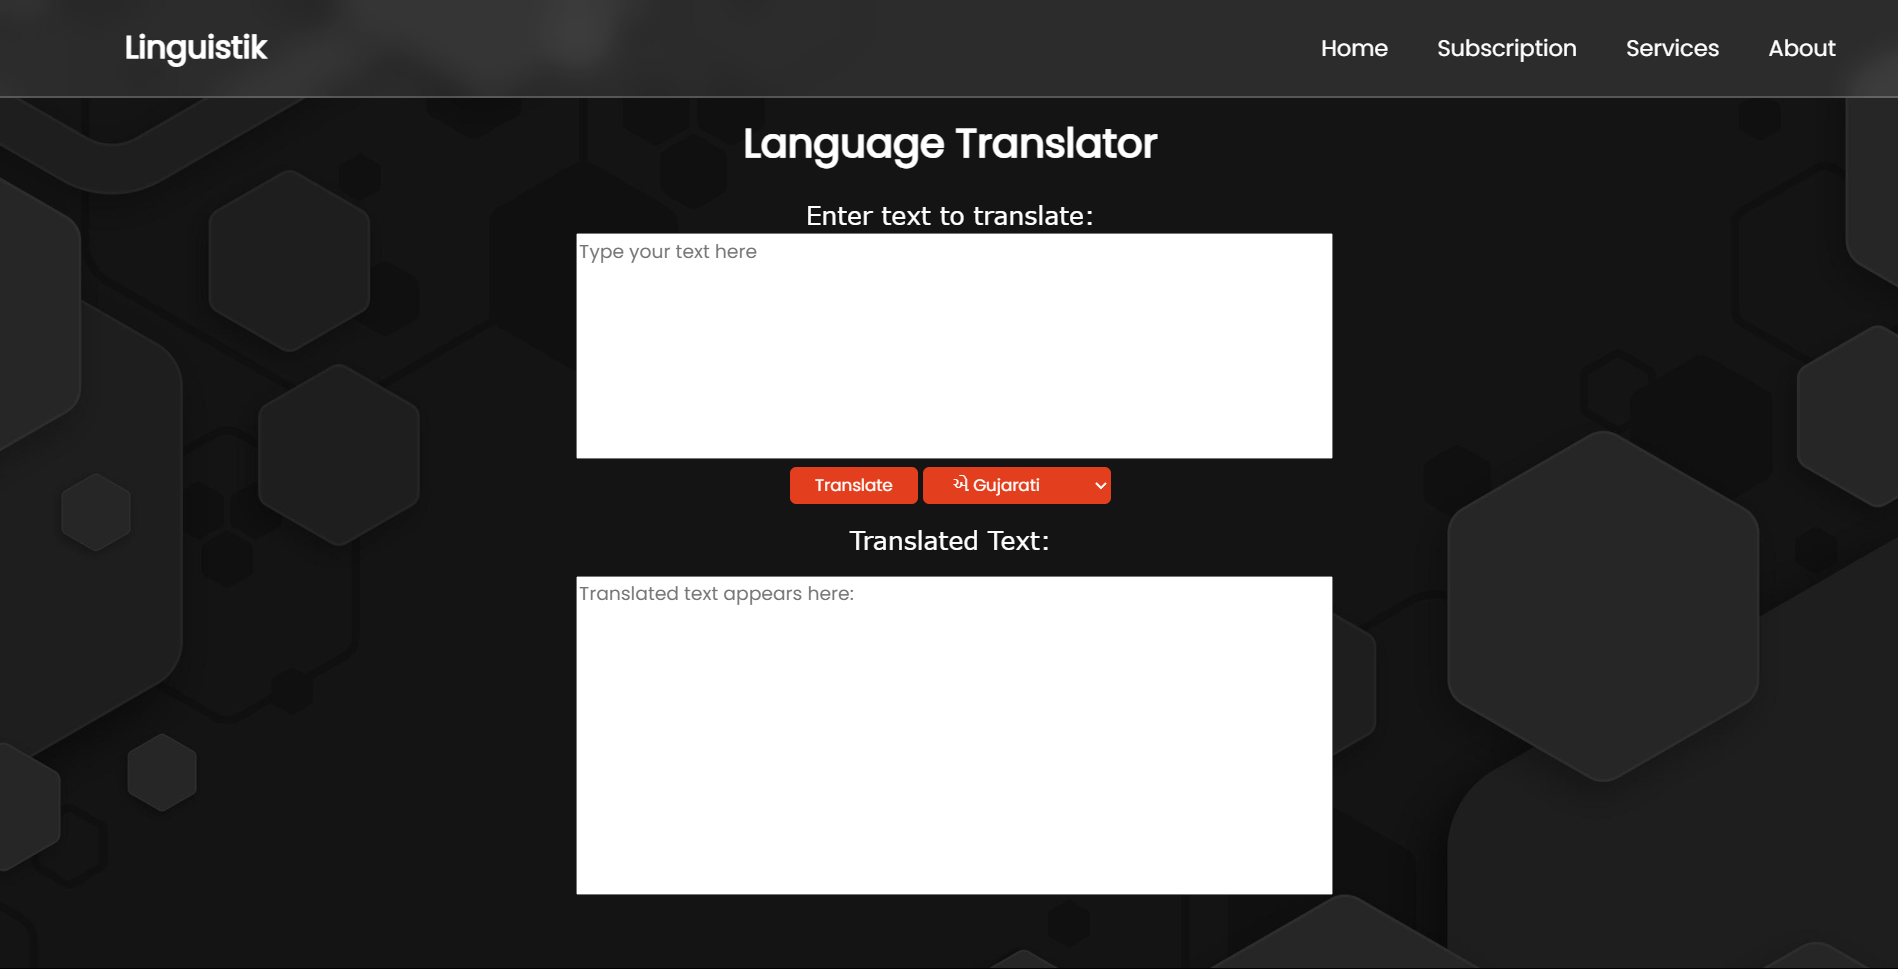 Linguistik Home Subscription Services About
Language Translator
Enter text to translate:
Type your text here
Translate એ Gujarati
Translated Text:
Translated text appears here: